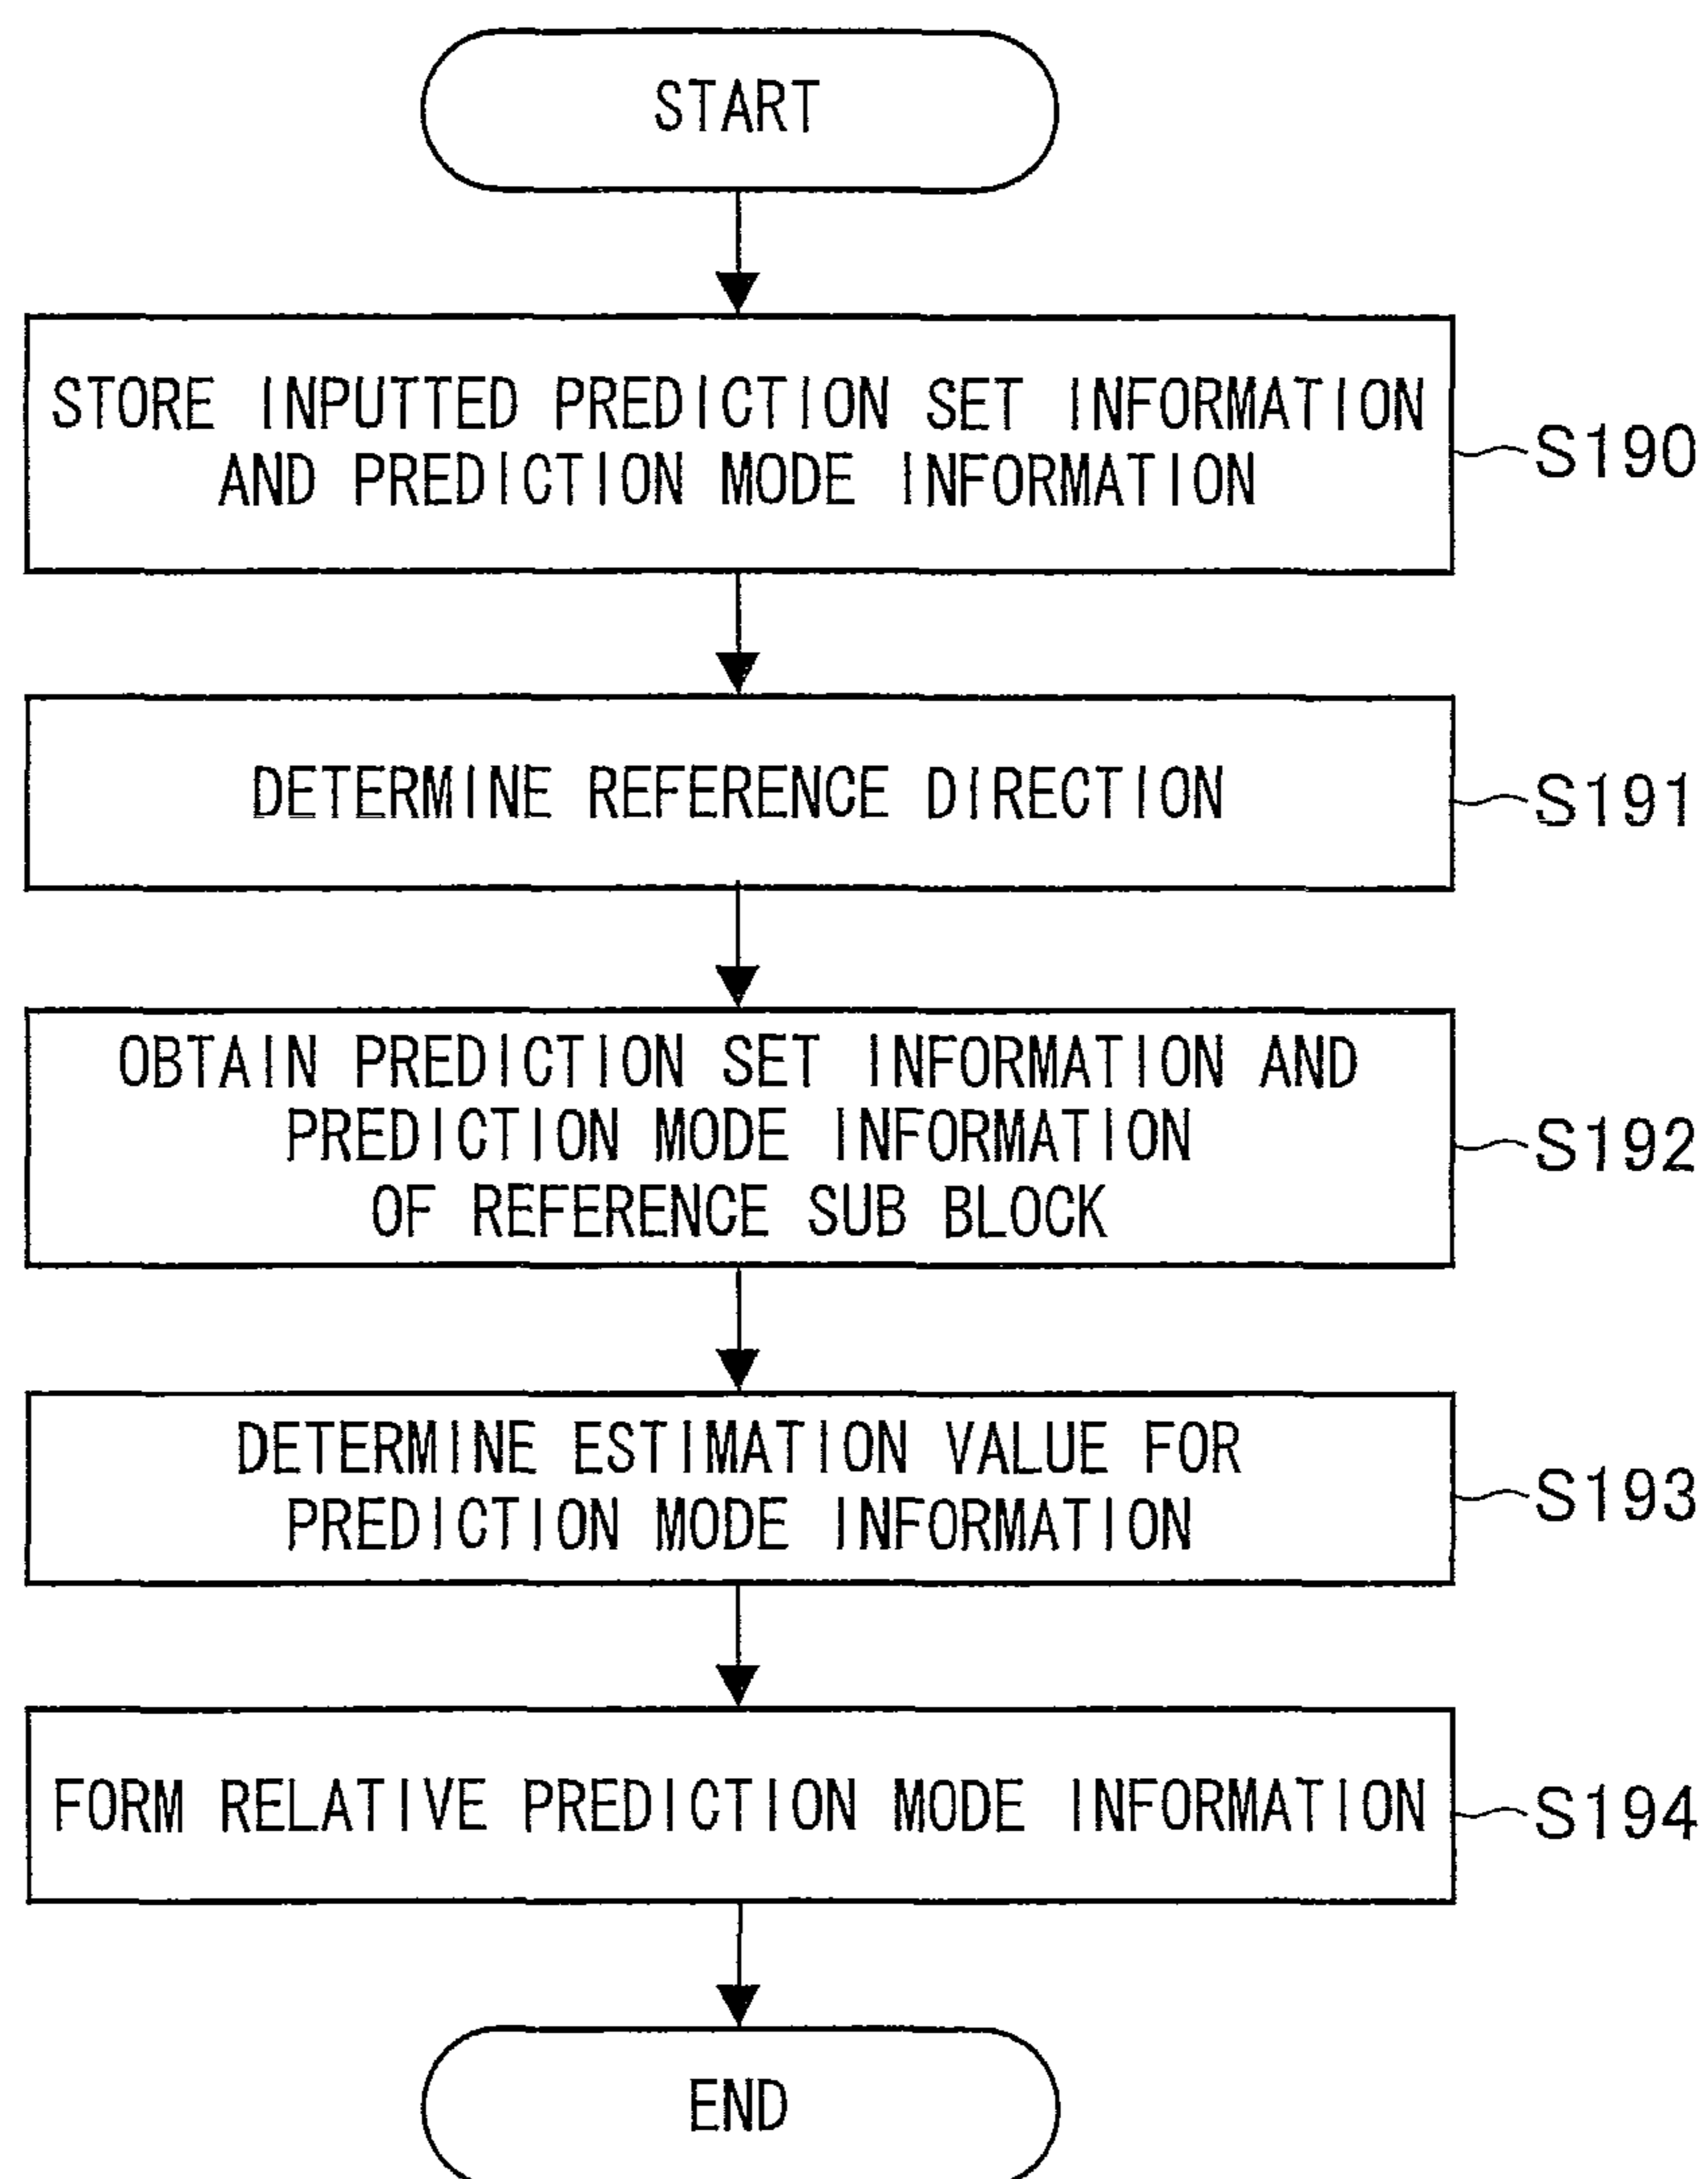 START
STORE INPUTTED PREDICTION SET INFORMATION
AND PREDICTION MODE INFORMATION
S190
DETERMINE REFERENCE DIRECTION
S191
OBTAIN PREDICTION SET INFORMATION AND
PREDICTION MODE INFORMATION
OF REFERENCE SUB BLOCK
S192
DETERMINE ESTIMATION VALUE FOR
PREDICTION MODE INFORMATION
S193
FORM RELATIVE PREDICTION MODE INFORMATION
S194
END